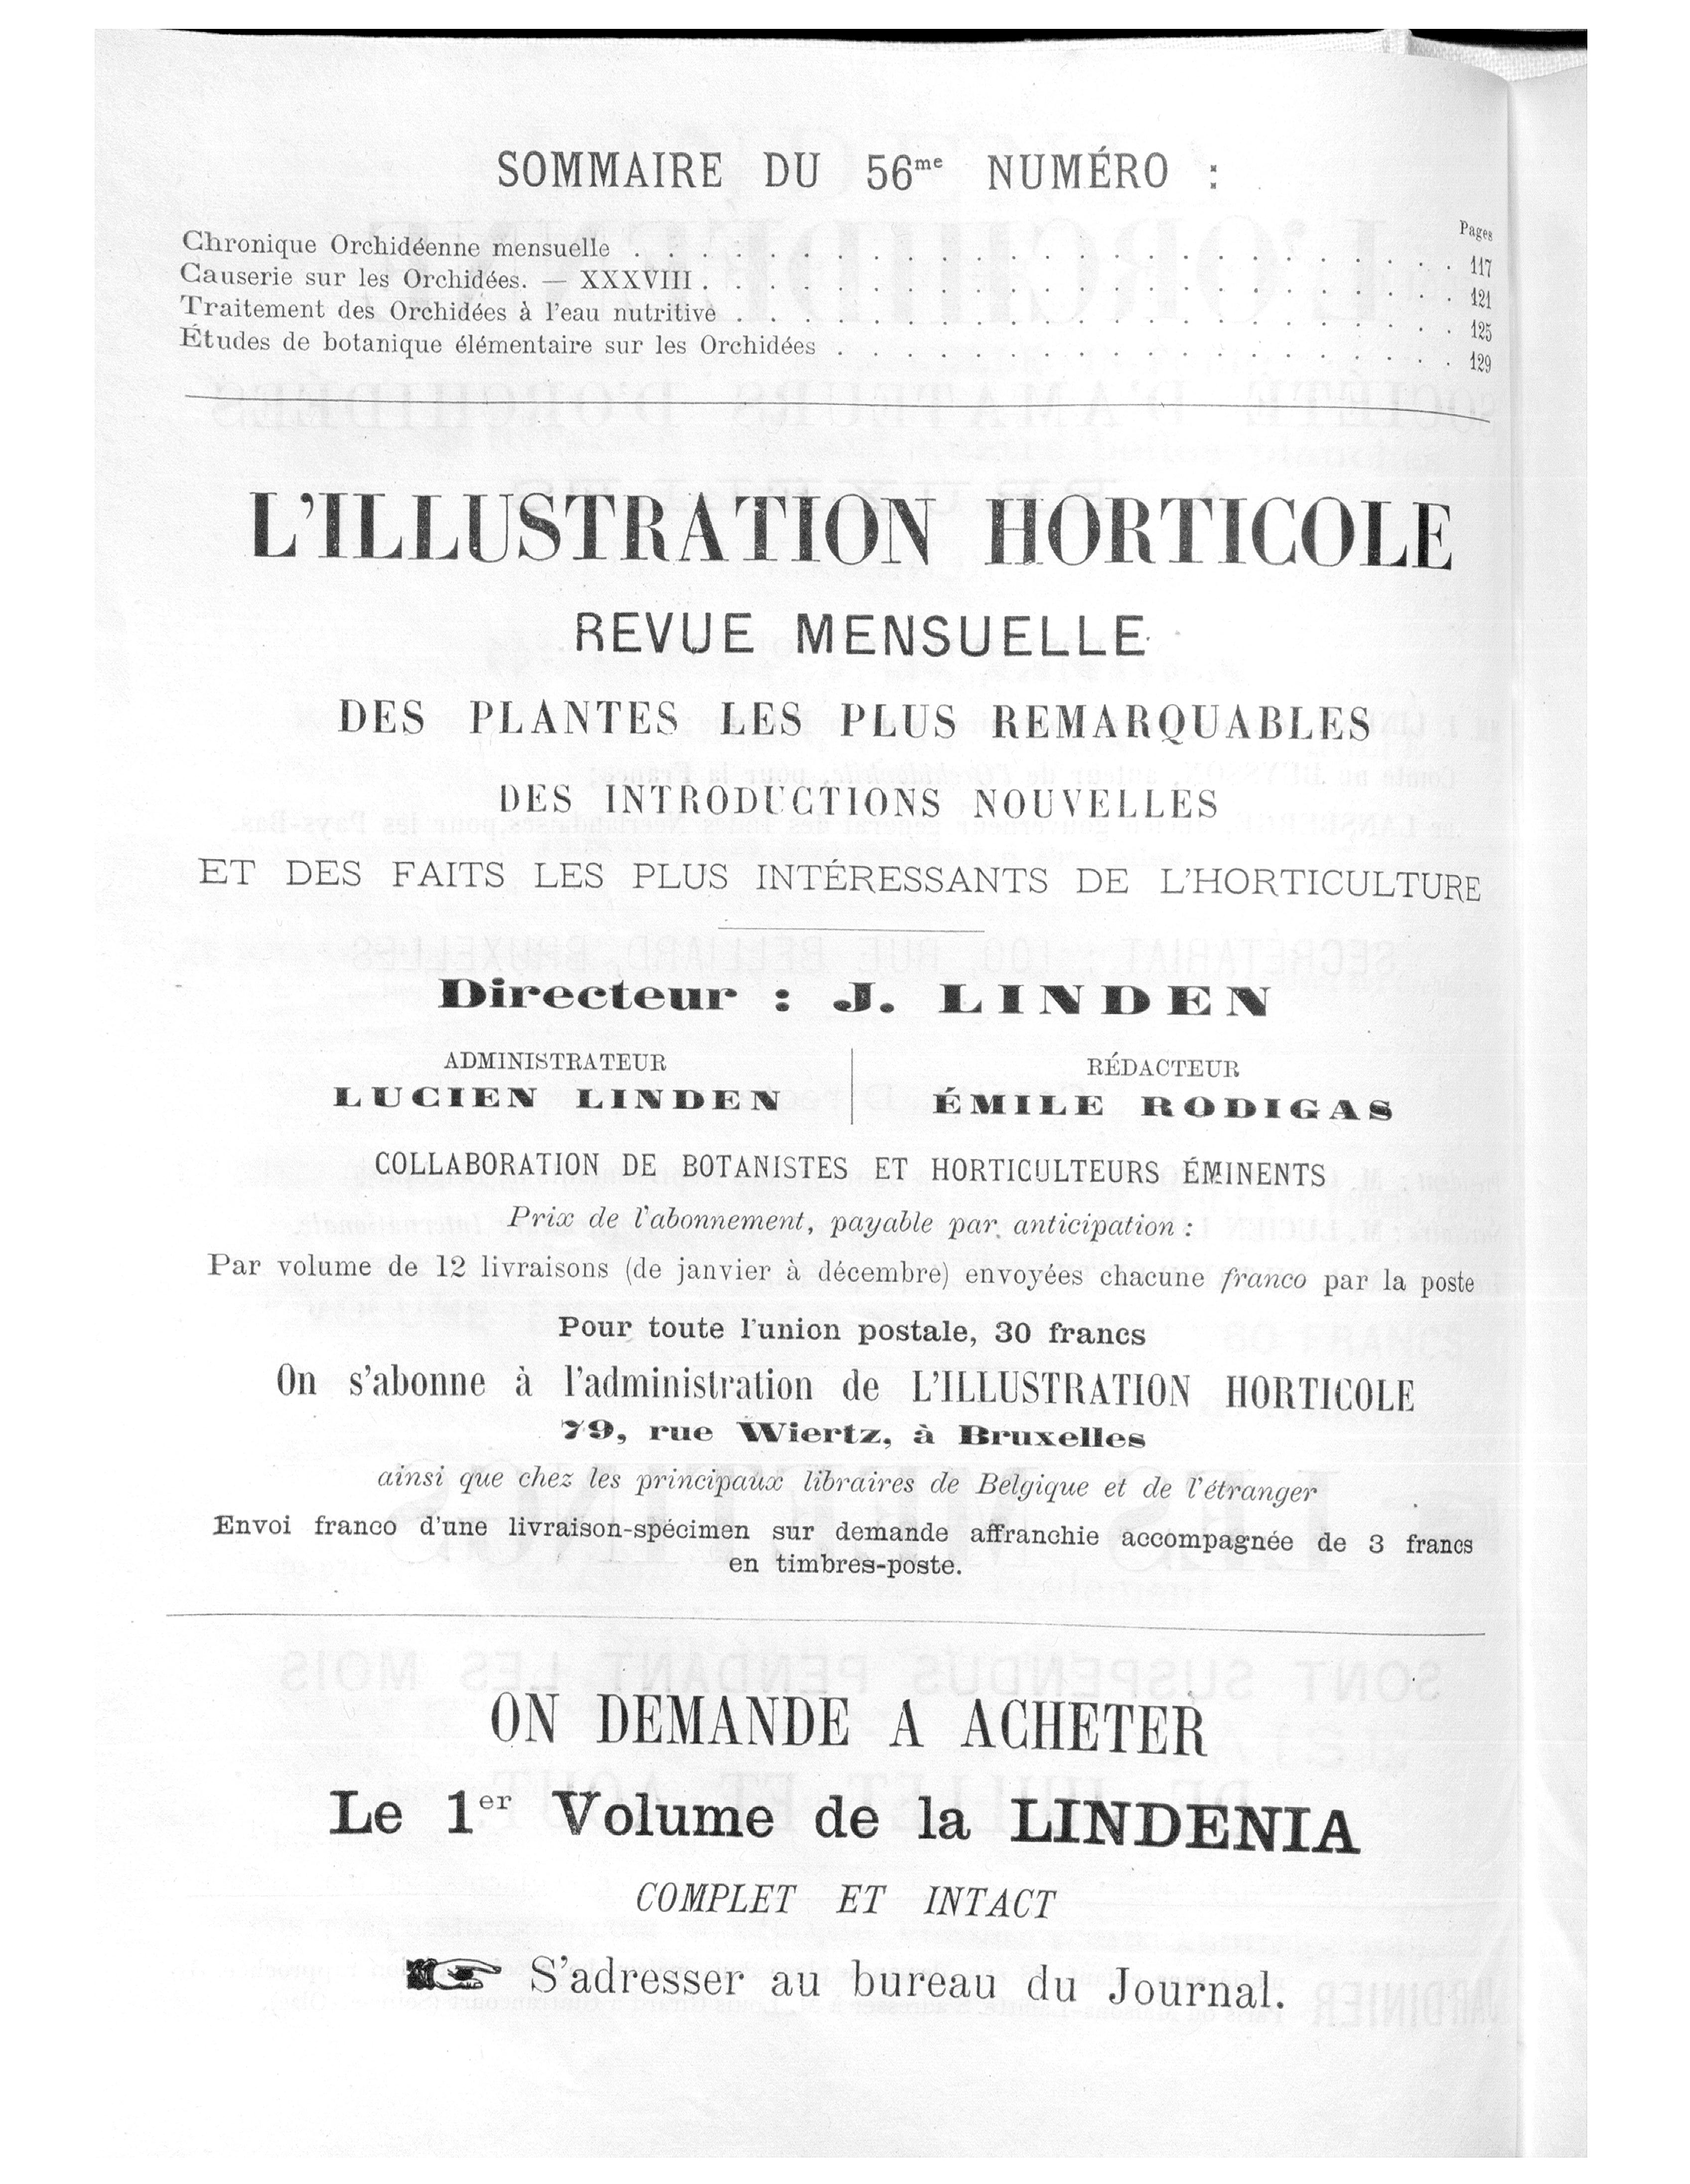 SOMMAIRE DU 56me NUMÉRO :
Pages
Chronique Orchidéenne mensuelle . . . . . . . . . . . . . . . . . . . . . . . . 117
Causerie sur les Orchidées. — XXXVIII . . . . . . . . . . . . . . . . . . . . . . 121
Traitement des Orchidées à l'eau nutritive . . . . . . . . . . . . . . . . . . . . . 125
Études de botanique élémentaire sur les Orchidées . . . . . . . . . . . . . . . . . . 129
L'ILLUSTRATION HORTICOLE
REVUE MENSUELLE
DES PLANTES LES PLUS REMARQUABLES
DES INTRODUCTIONS NOUVELLES
ET DES FAITS LES PLUS INTÉRESSANTS DE L'HORTICULTURE
Directeur : J. LINDEN
ADMINISTRATEUR
LUCIEN LINDEN
RÉDACTEUR
ÉMILE RODIGAS
COLLABORATION DE BOTANISTES ET HORTICULTEURS ÉMINENTS
Prix de l'abonnement, payable par anticipation :
Par volume de 12 livraisons (de janvier à décembre) envoyées chacune franco par la poste
Pour toute l'union postale, 30 francs
On s'abonne à l'administration de L'ILLUSTRATION HORTICOLE
79, rue Wiertz, à Bruxelles
ainsi que chez les principaux libraires de Belgique et de l'étranger
Envoi franco d'une livraison-spécimen sur demande affranchie accompagnée de 3 francs
en timbres-poste.
ON DEMANDE A ACHETER
Le 1er Volume de la LINDENIA
COMPLET ET INTACT
S'adresser au bureau du Journal.